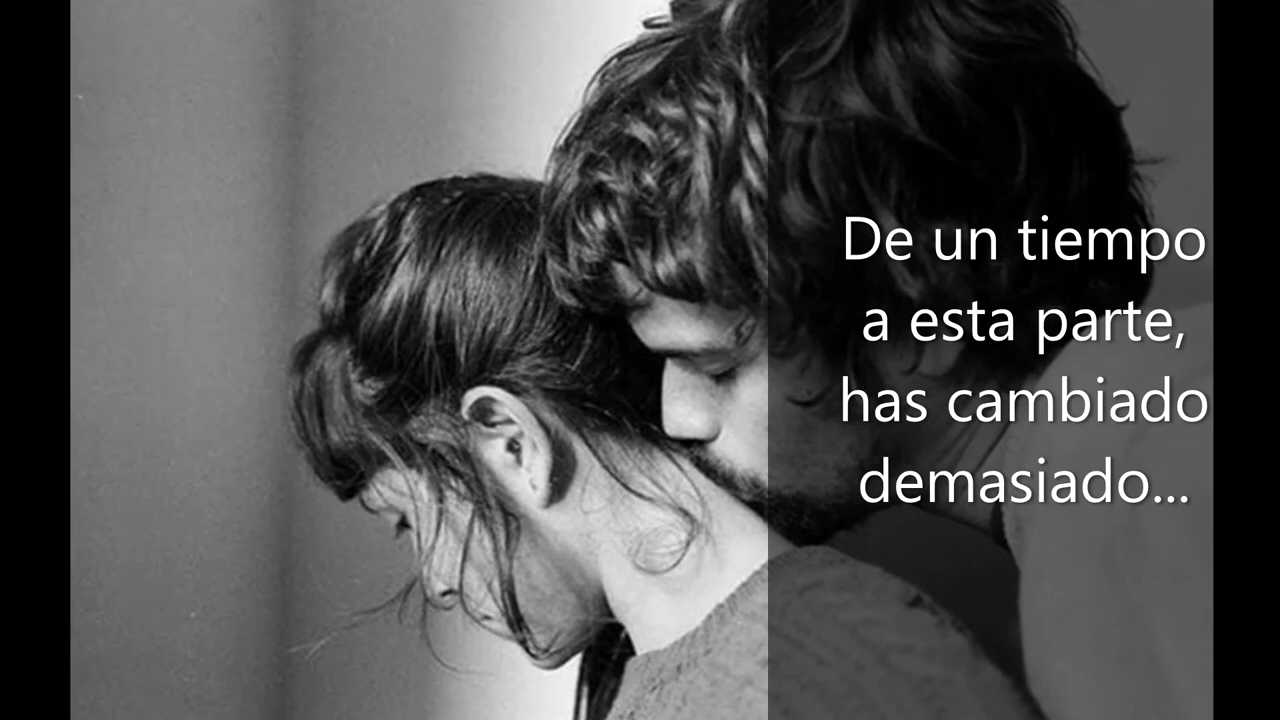 De un tiempo
a esta parte,
has cambiado
demasiado...